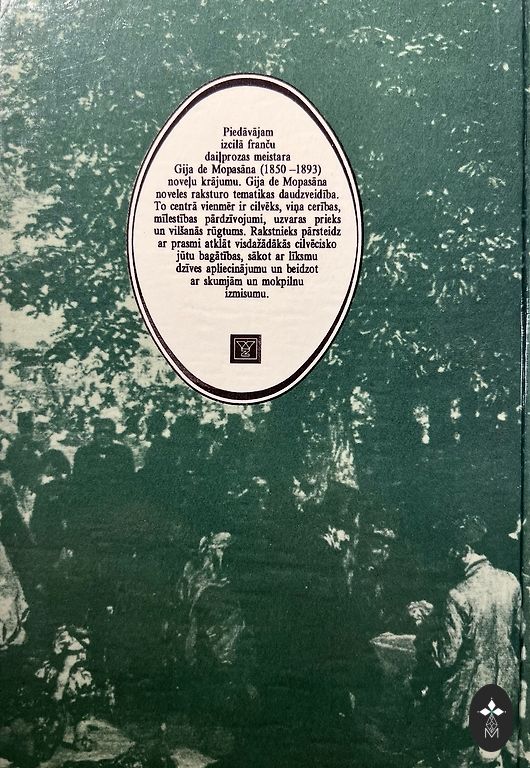 Piedāvājam
izcilā franču
daiļprozas meistara
Gija de Mopasāna (1850 –1893)
noveļu krājumu. Gija de Mopasāna
noveles raksturo tematikas daudzveidība.
To centrā vienmēr ir cilvēks, viņa cerības,
mīlestības pārdzīvojumi, uzvaras prieks
un vilšanās rūgtums. Rakstnieks pārsteidz
ar prasmi atklāt visdažādākās cilvēcisko
jūtu bagātības, sākot ar līksmu
dzīves apliecinājumu un beidzot
ar skumjām un mokpilnu
izmisumu.